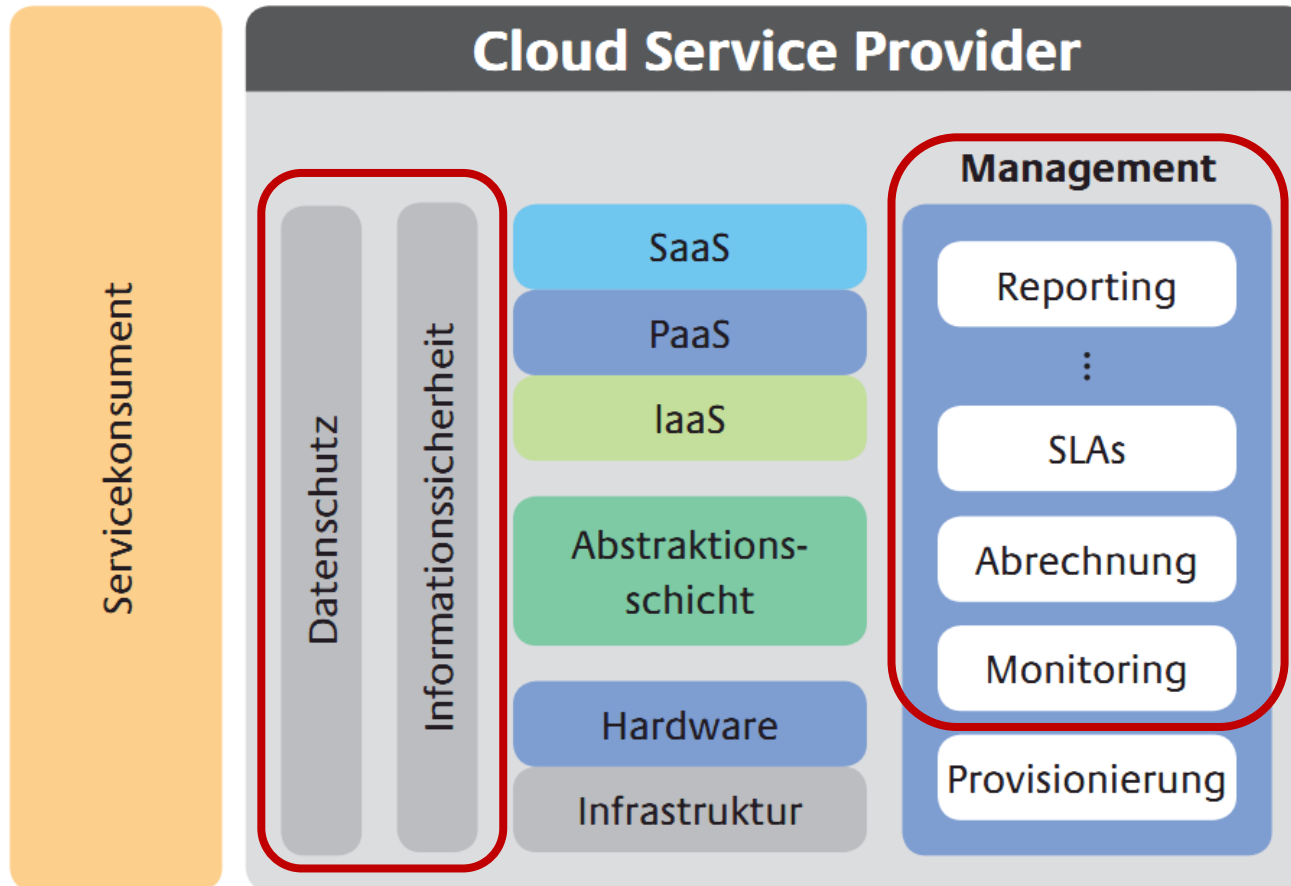 Cloud Service Provider
Servicekonsument
Datenschutz
Informationssicherheit
SaaS
PaaS
IaaS
Abstraktions-
schicht
Hardware
Infrastruktur
Management
Reporting
...
SLAs
Abrechnung
Monitoring
Provisionierung